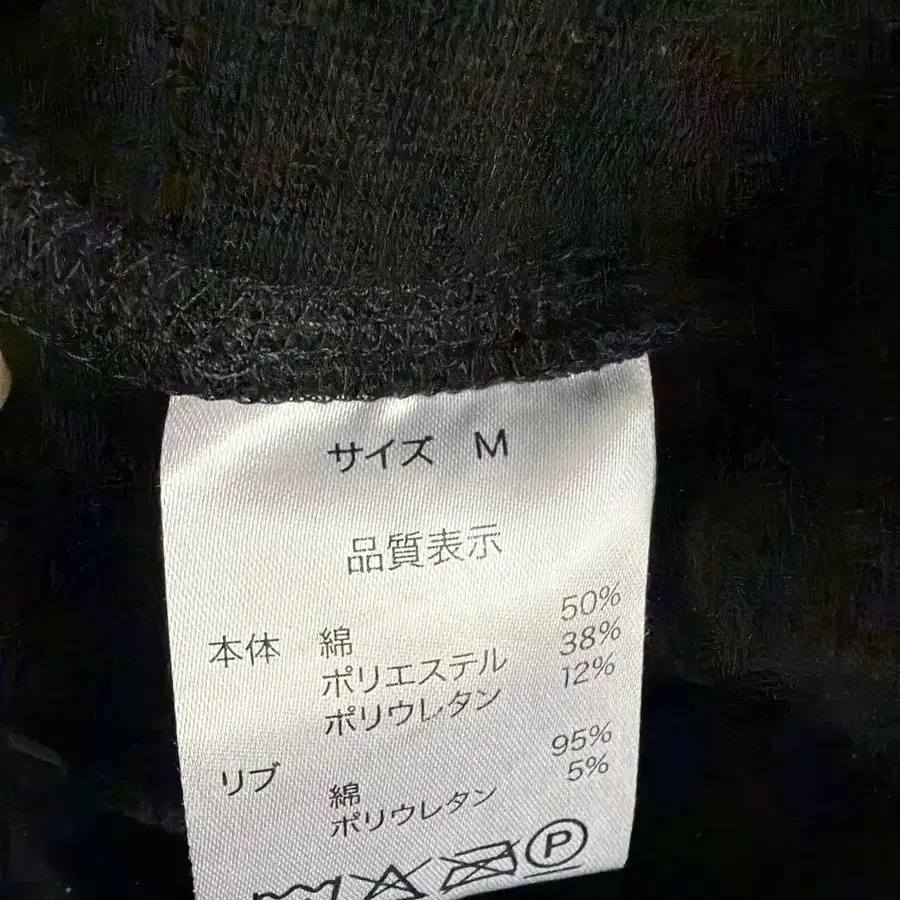 サイズ M
品質表示
本体 綿 50%
ポリエステル 38%
ポリウレタン 12%
リブ 綿 95%
ポリウレタン 5%
P